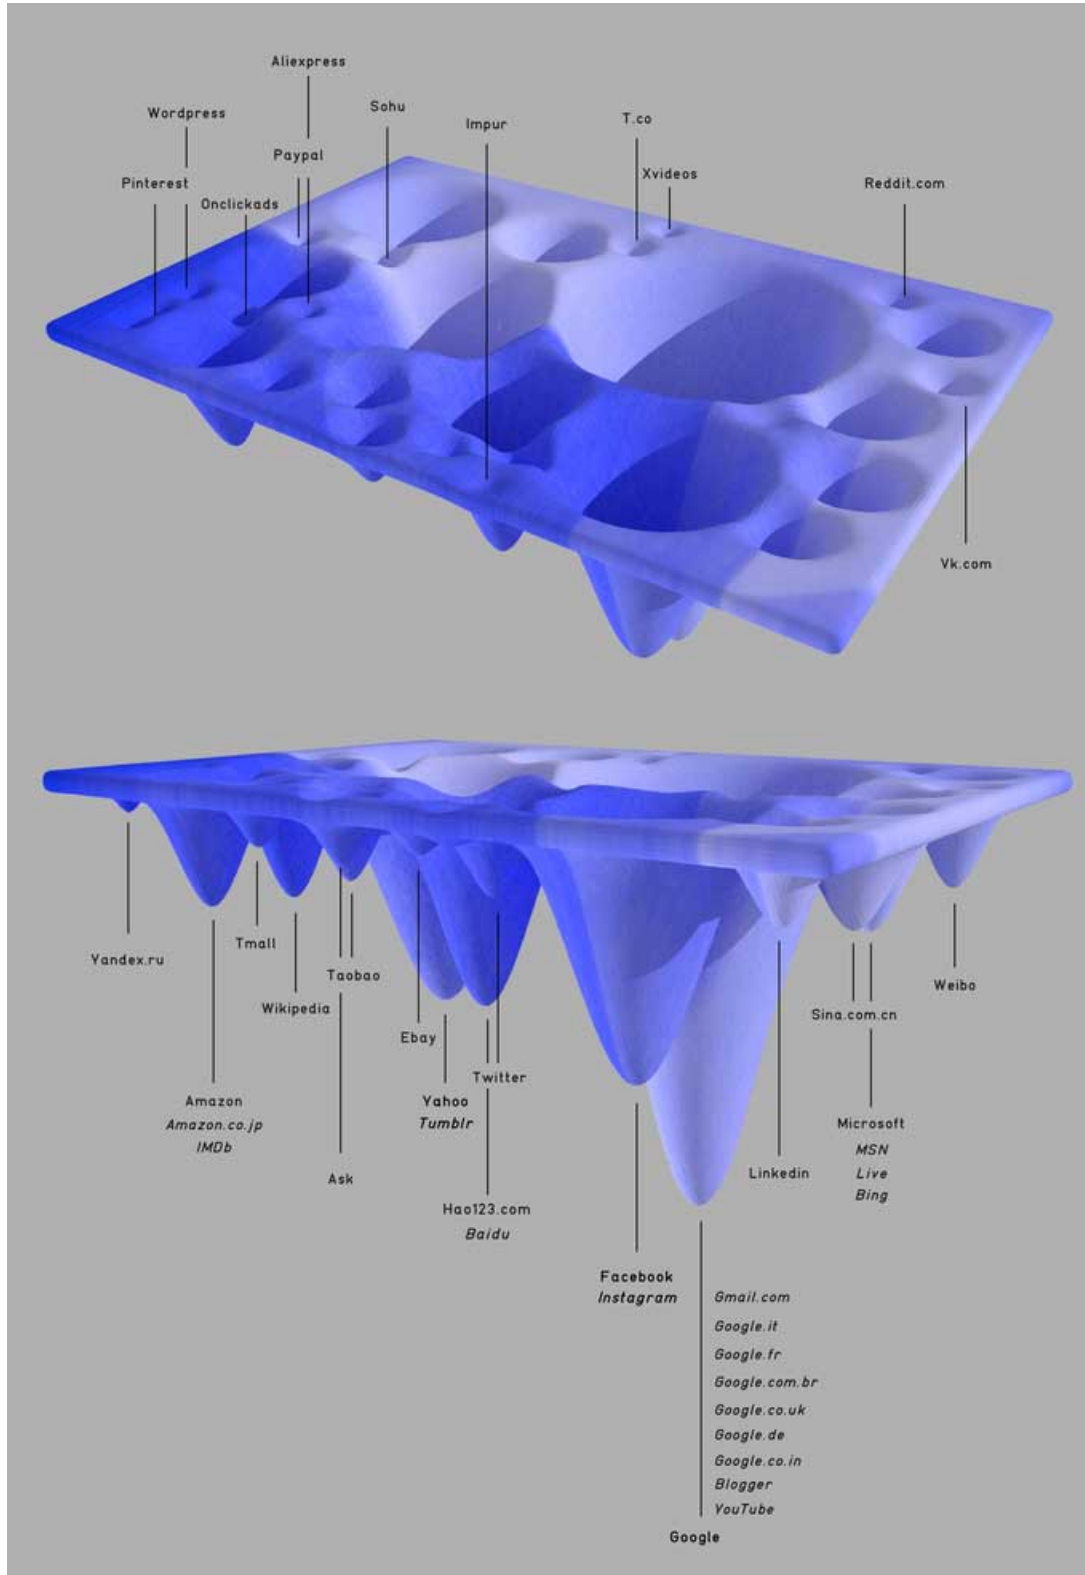 Aliexpress
Sohu
Wordpress
Impur
T.co
Paypal
Xvideos
Pinterest
Reddit.com
Onclickads
Vk.com
Yandex.ru
Tmall
Taobao
Wikipedia
Weibo
Sina.com.cn
Ebay
Twitter
Amazon
Amazon.co.jp
IMDb
Yahoo
Tumblr
Microsoft
MSN
Live
Bing
Ask
Linkedin
Hao123.com
Baidu
Facebook
Instagram
Gmail.com
Google.it
Google.fr
Google.com.br
Google.co.uk
Google.de
Google.co.in
Blogger
YouTube
Google